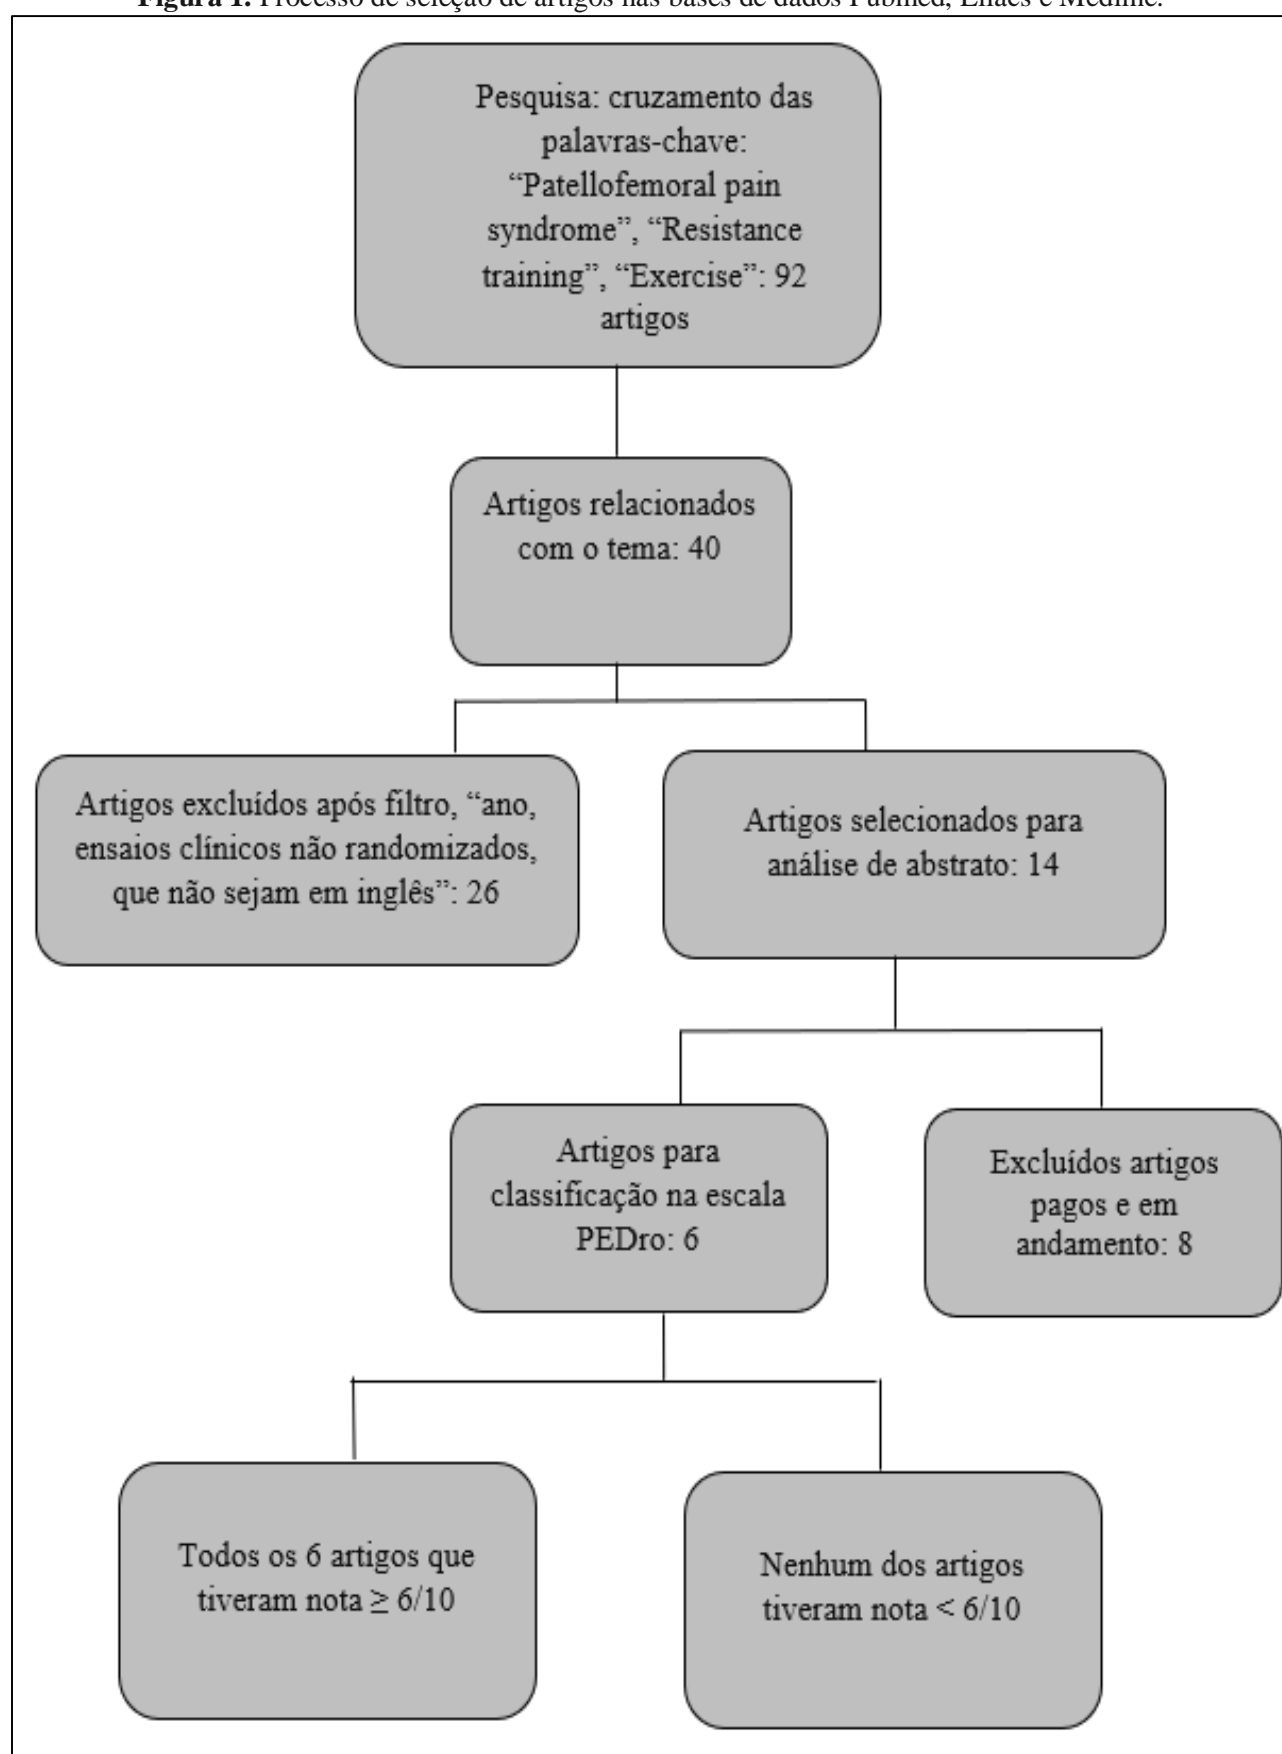 Figura 1. Processo de seleção de artigos nas bases de dados Pubmed, Lilacs e Medline.
Pesquisa: cruzamento das
palavras-chave:
“Patellofemoral pain
syndrome”, “Resistance
training”, “Exercise”: 92
artigos
Artigos relacionados
com o tema: 40
Artigos excluídos após filtro, “ano,
ensaios clínicos não randomizados,
que não sejam em inglês”: 26
Artigos selecionados para
análise de abstrato: 14
Artigos para
classificação na escala
PEDro: 6
Excluídos artigos
pagos e em
andamento: 8
Todos os 6 artigos que
tiveram nota ≥ 6/10
Nenhum dos artigos
tiveram nota < 6/10